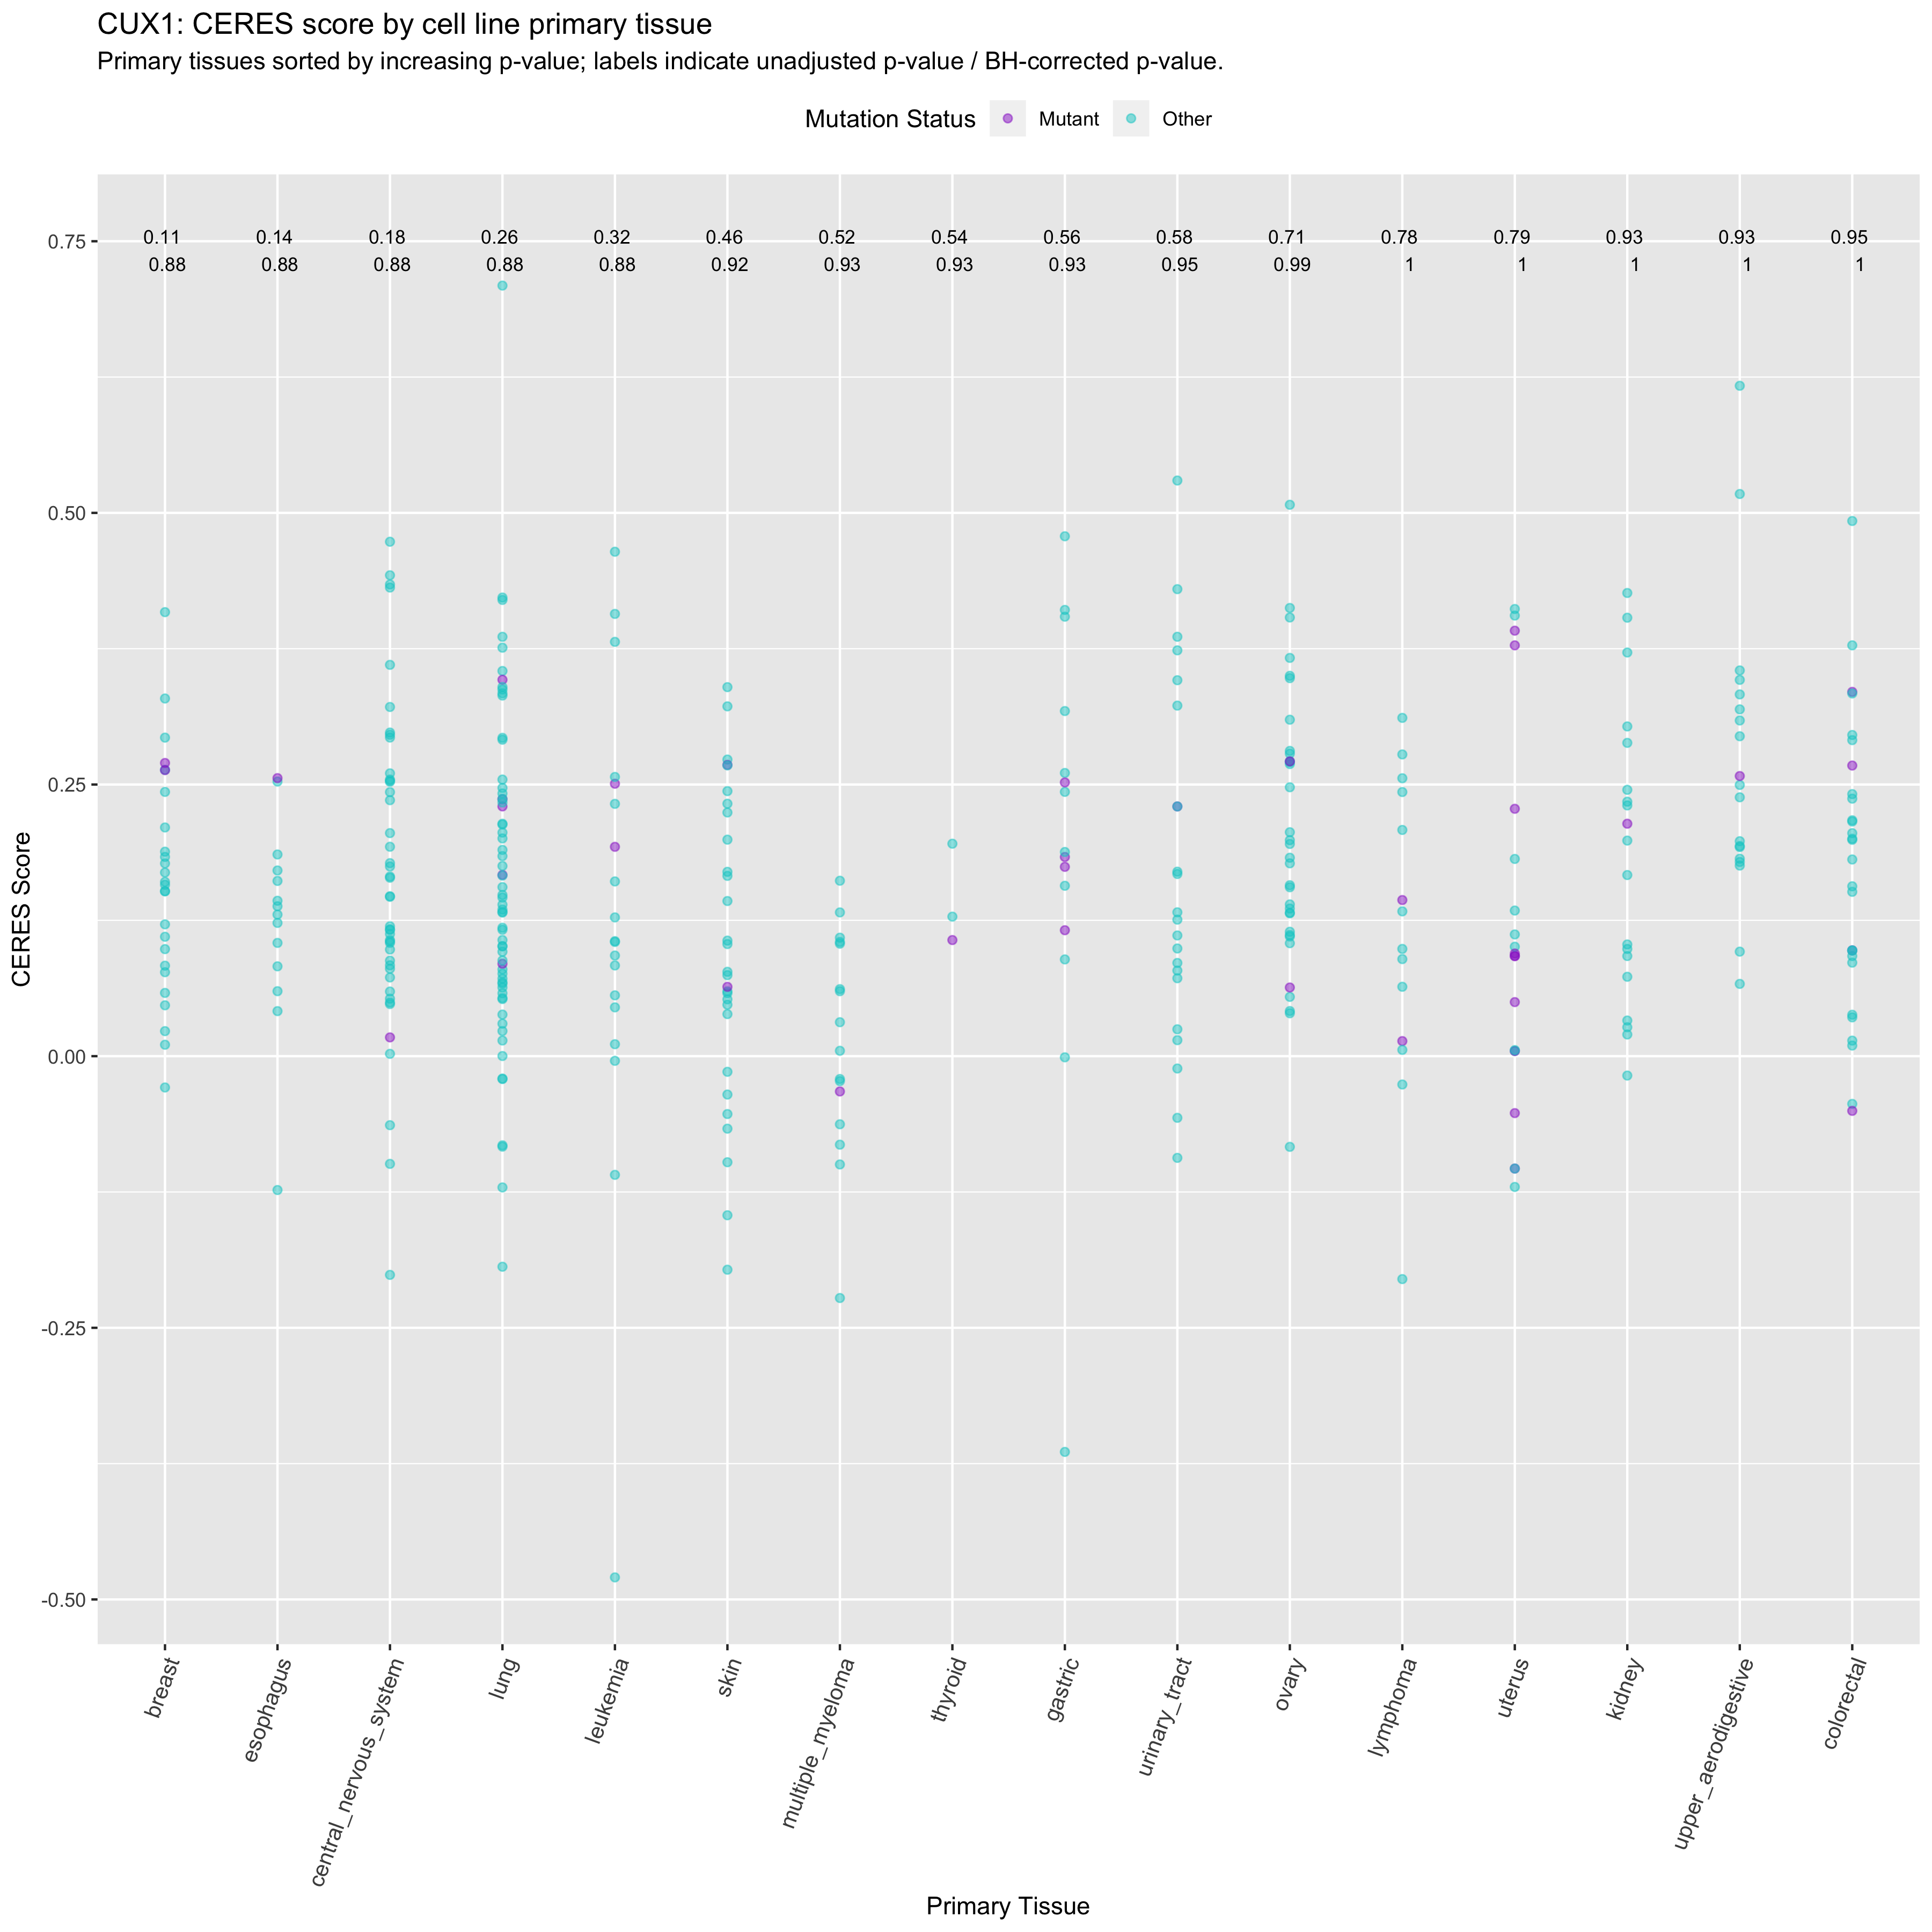 CUX1: CERES score by cell line primary tissue
Primary tissues sorted by increasing p-value; labels indicate unadjusted p-value / BH-corrected p-value.
Mutation Status Mutant Other
0.11 0.14 0.18 0.26 0.32 0.46 0.52 0.54 0.56 0.58 0.71 0.78 0.79 0.93 0.93 0.95
0.88 0.88 0.88 0.88 0.88 0.92 0.93 0.93 0.93 0.95 0.99 1 1 1 1 1
0.75
0.50
0.25
0.00
-0.25
-0.50
CERES Score
breast esophagus central_nervous_system lung leukemia skin multiple_myeloma thyroid gastric urinary_tract ovary lymphoma uterus kidney upper_aerodigestive colorectal
Primary Tissue